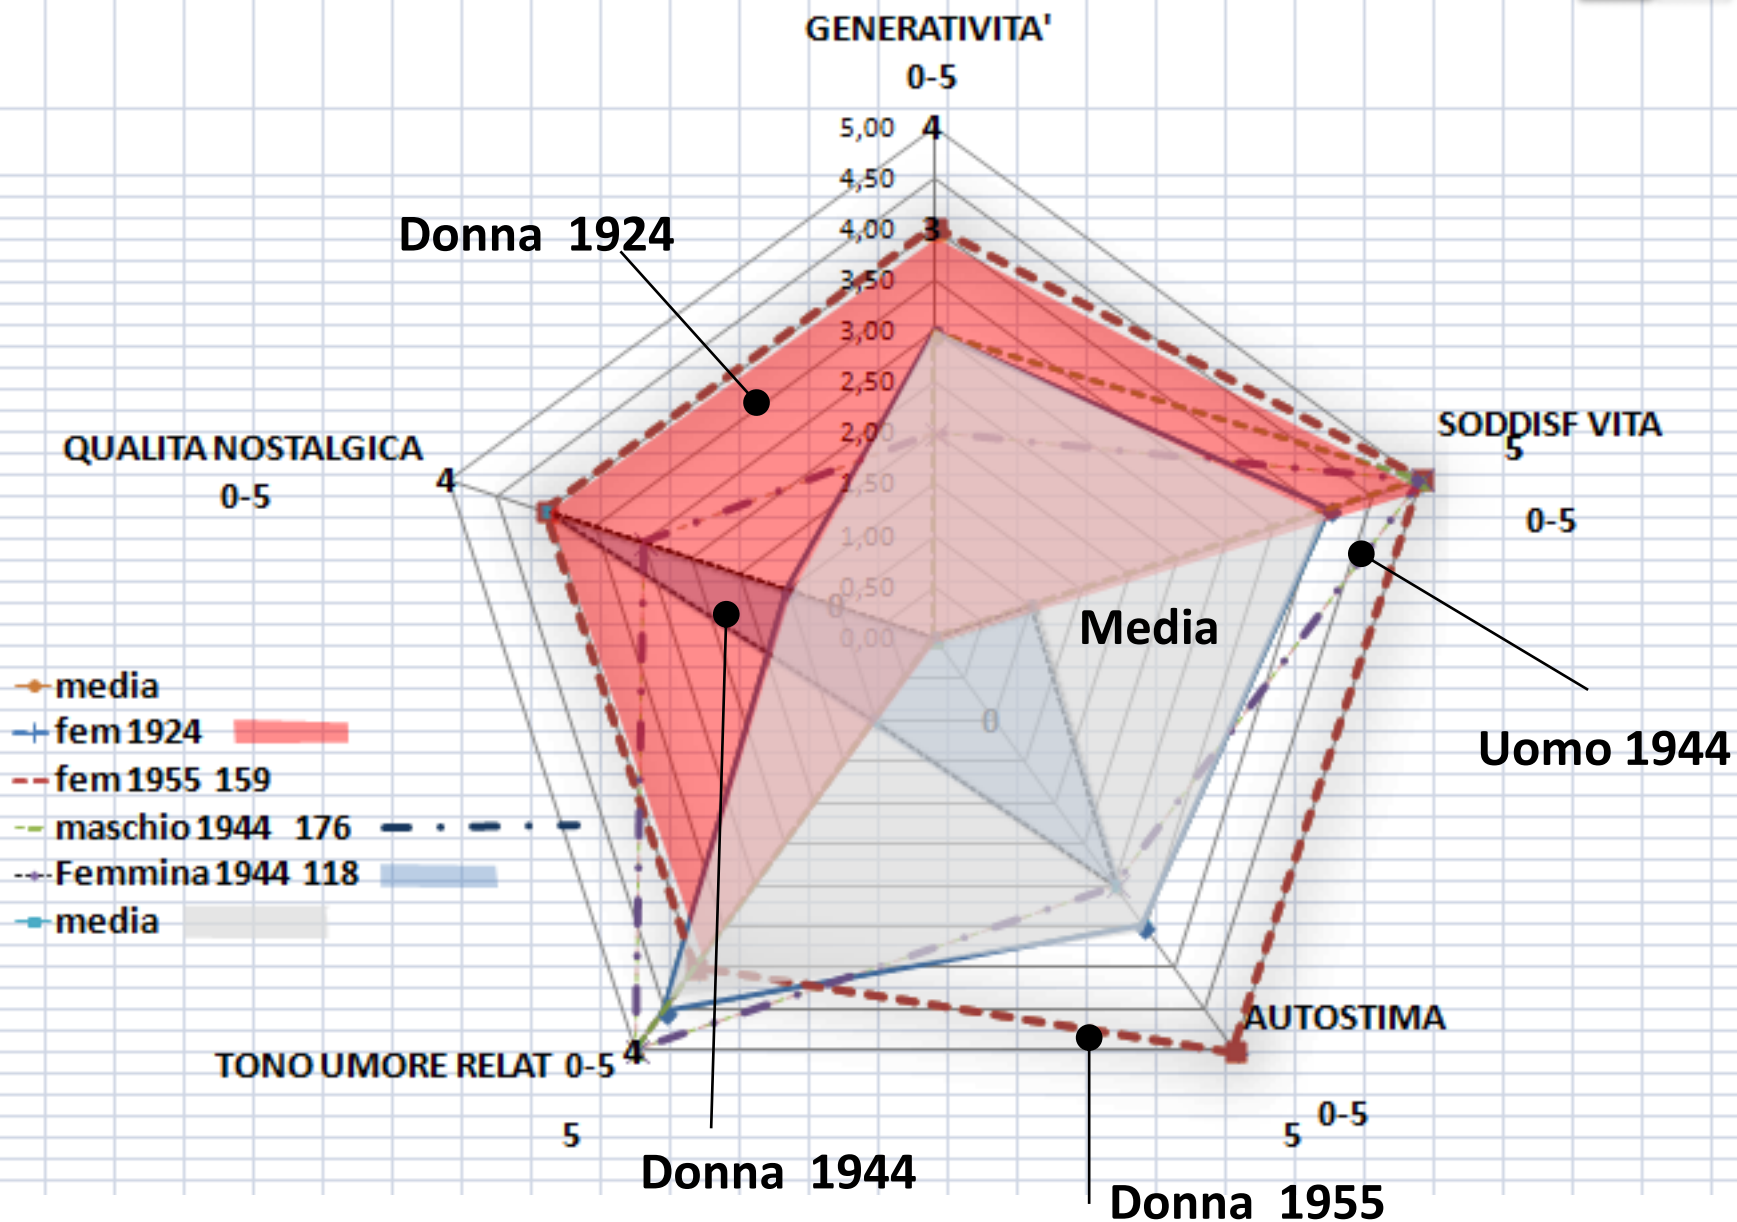 GENERATIVITA'
0-5
5,00
4
4,50
4,00
3
3,50
3,00
2,50
2,00
1,50
1,00
0,50
0
0,00
0
Donna 1924
QUALITA NOSTALGICA
0-5
4
SODDISF VITA
5
0-5
Media
Uomo 1944
media
fem 1924
fem 1955 159
maschio 1944 176
Femmina 1944 118
media
AUTOSTIMA
0-5
5
TONO UMORE RELAT 0-5
4
5
Donna 1944
Donna 1955